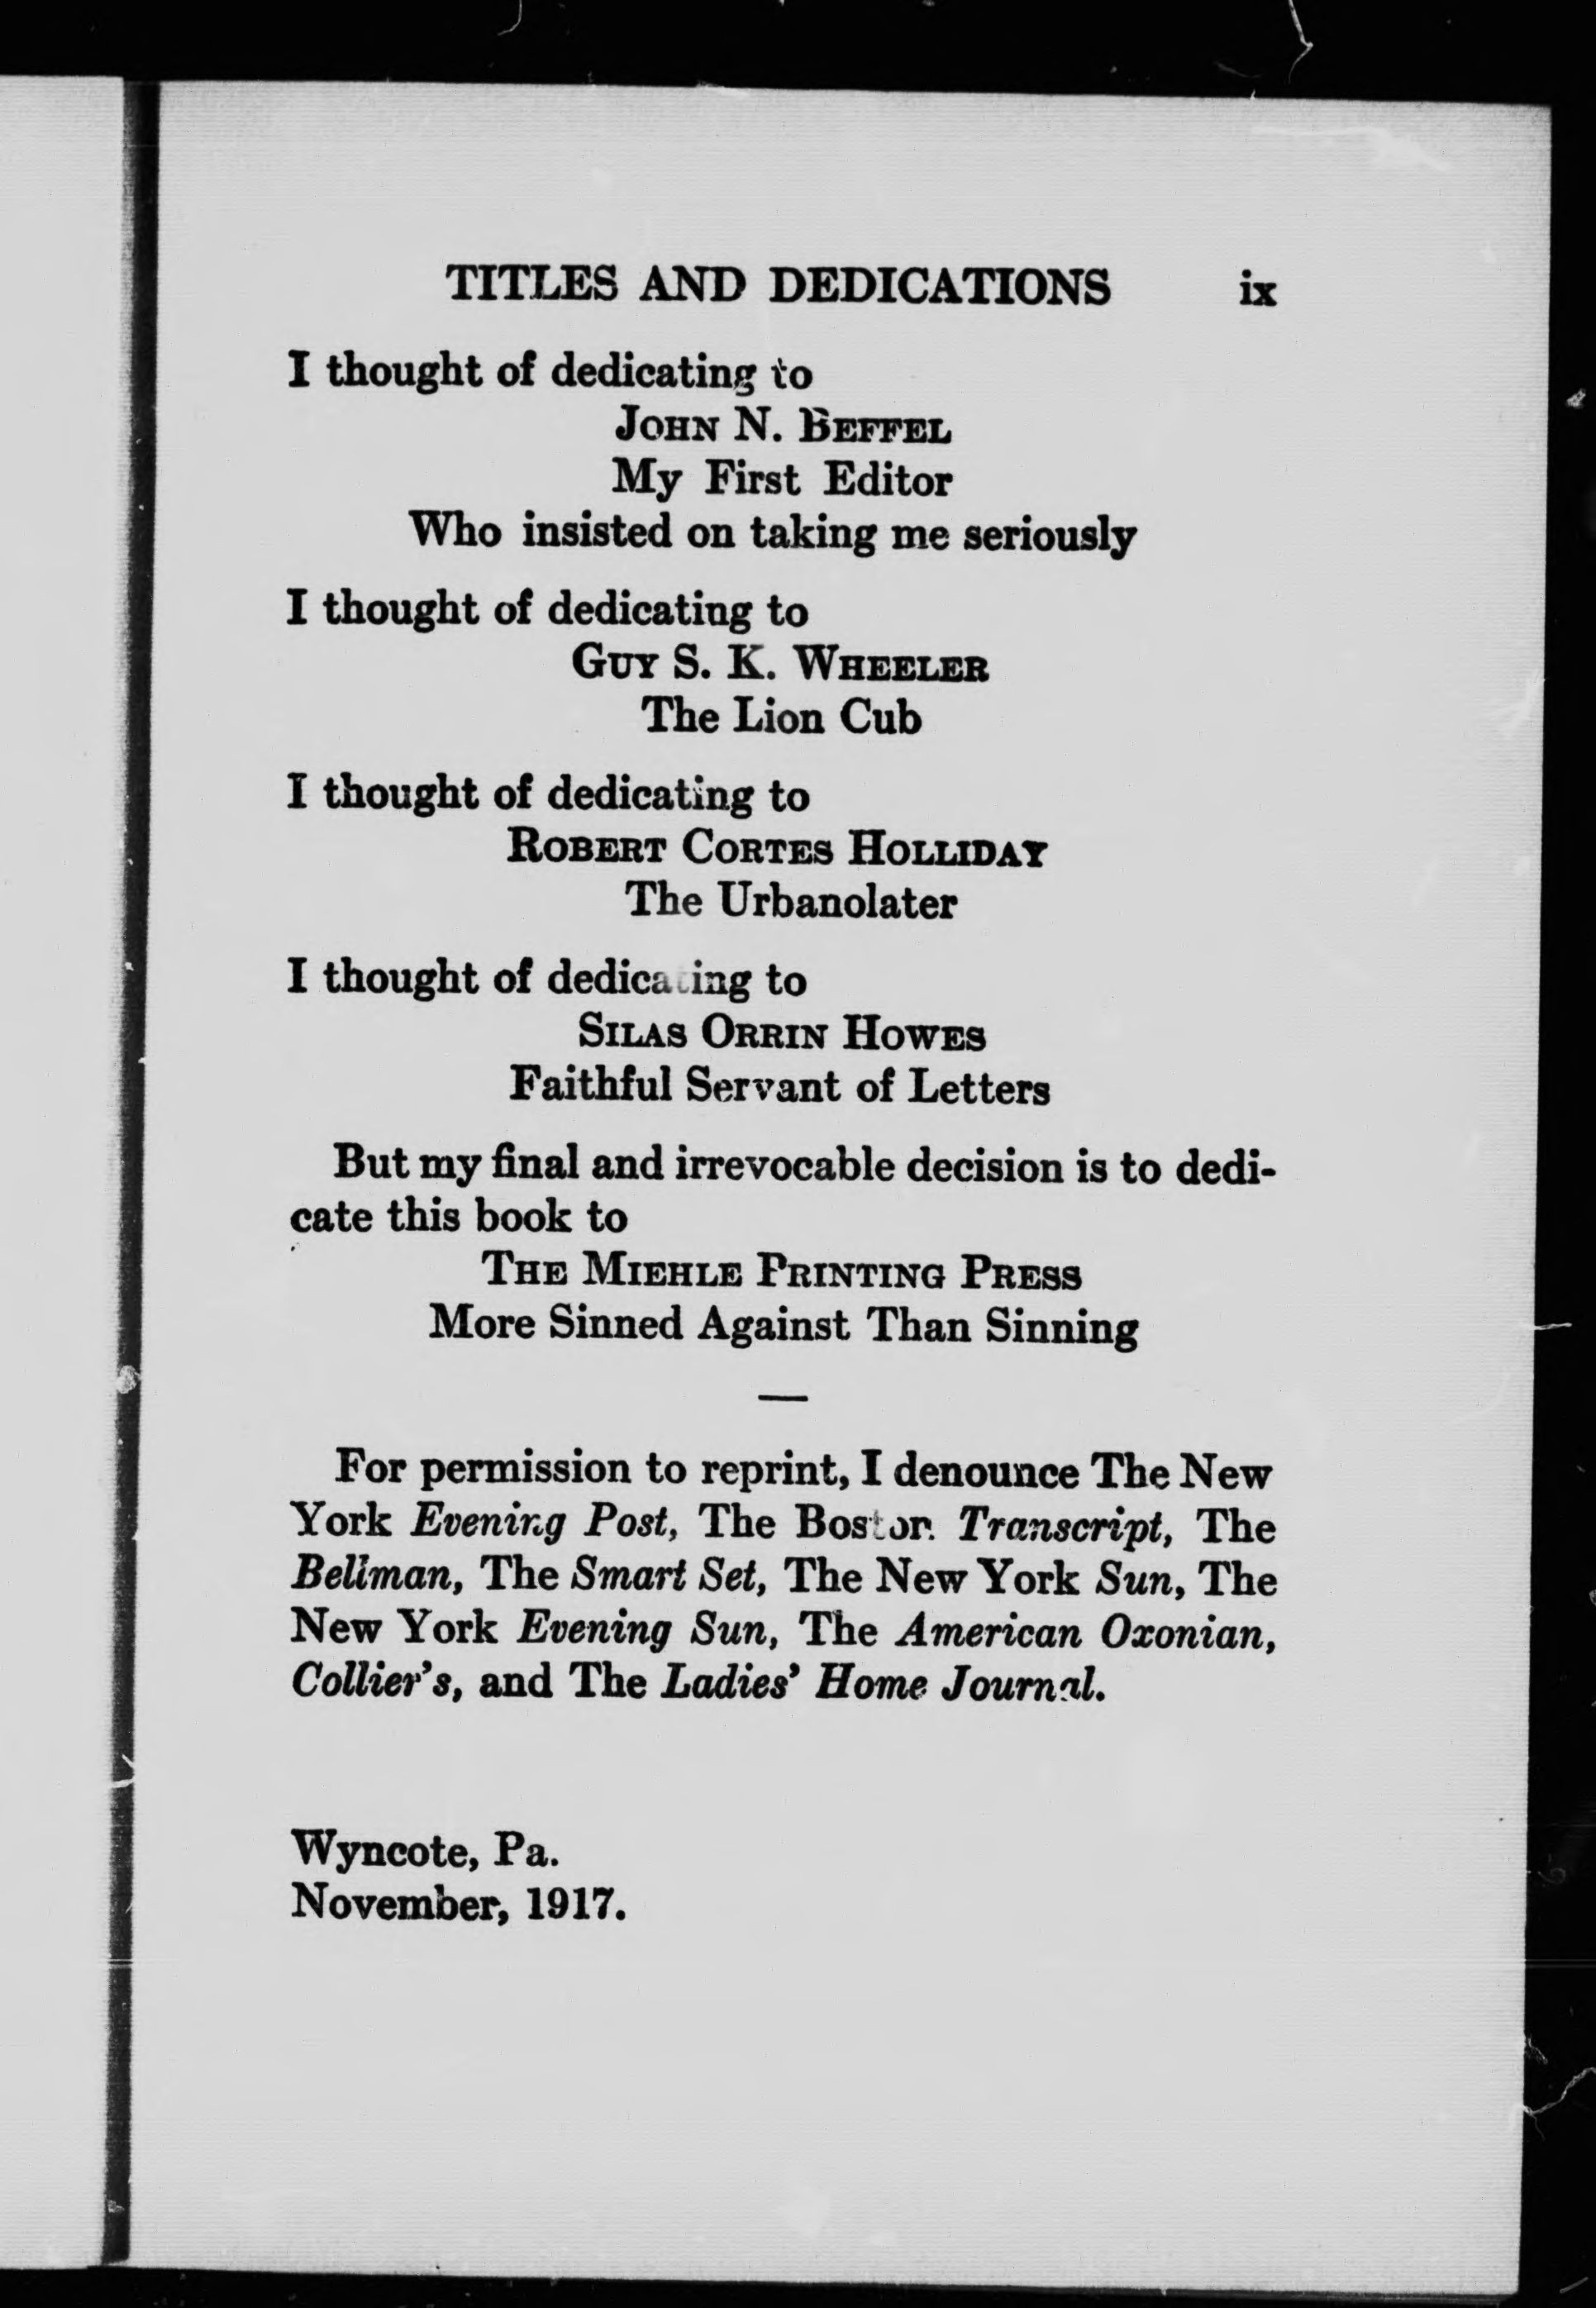 TITLES AND DEDICATIONS ix
I thought of dedicating to
JOHN N. BEFFEL
My First Editor
Who insisted on taking me seriously
I thought of dedicating to
GUY S. K. WHEELER
The Lion Cub
I thought of dedicating to
ROBERT CORTES HOLLIDAY
The Urbanolater
I thought of dedicating to
SILAS ORRIN HOWES
Faithful Servant of Letters
But my final and irrevocable decision is to dedi-
cate this book to
THE MIEHLE PRINTING PRESS
More Sinned Against Than Sinning
—
For permission to reprint, I denounce The New
York Evening Post, The Boston Transcript, The
Bellman, The Smart Set, The New York Sun, The
New York Evening Sun, The American Oxonian,
Collier's, and The Ladies' Home Journal.
Wyncote, Pa.
November, 1917.